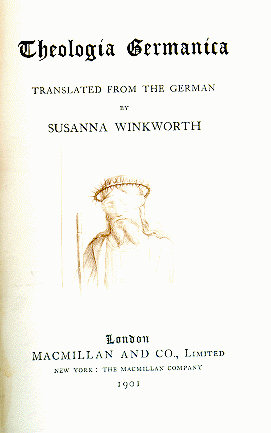 Theologia Germanica
TRANSLATED FROM THE GERMAN
BY
SUSANNA WINKWORTH
London
MACMILLAN AND CO., LIMITED
NEW YORK: THE MACMILLAN COMPANY
1901